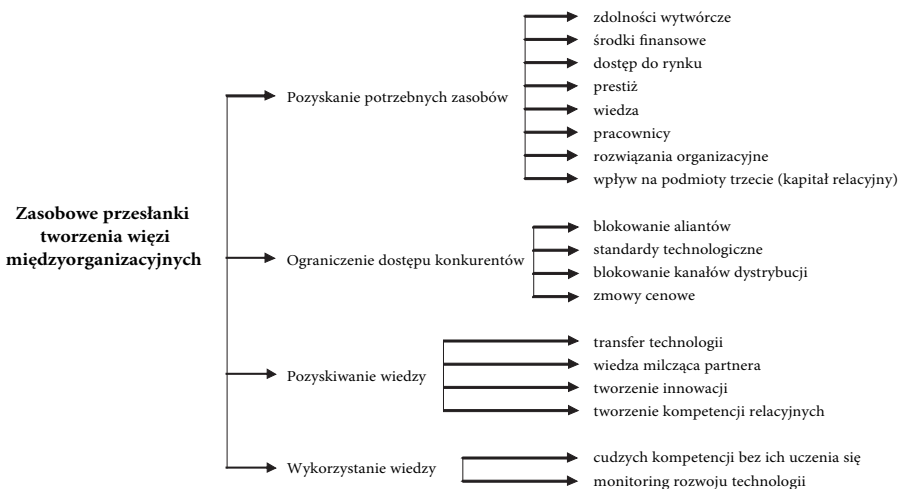 Zasobowe przesłanki
tworzenia więzi
międzyorganizacyjnych
Pozyskanie potrzebnych zasobów
zdolności wytwórcze
środki finansowe
dostęp do rynku
prestiż
wiedza
pracownicy
rozwiązania organizacyjne
wpływ na podmioty trzecie (kapitał relacyjny)
Ograniczenie dostępu konkurentów
blokowanie aliantów
standardy technologiczne
blokowanie kanałów dystrybucji
zmowy cenowe
Pozyskiwanie wiedzy
transfer technologii
wiedza milcząca partnera
tworzenie innowacji
tworzenie kompetencji relacyjnych
Wykorzystanie wiedzy
cudzych kompetencji bez ich uczenia się
monitoring rozwoju technologii